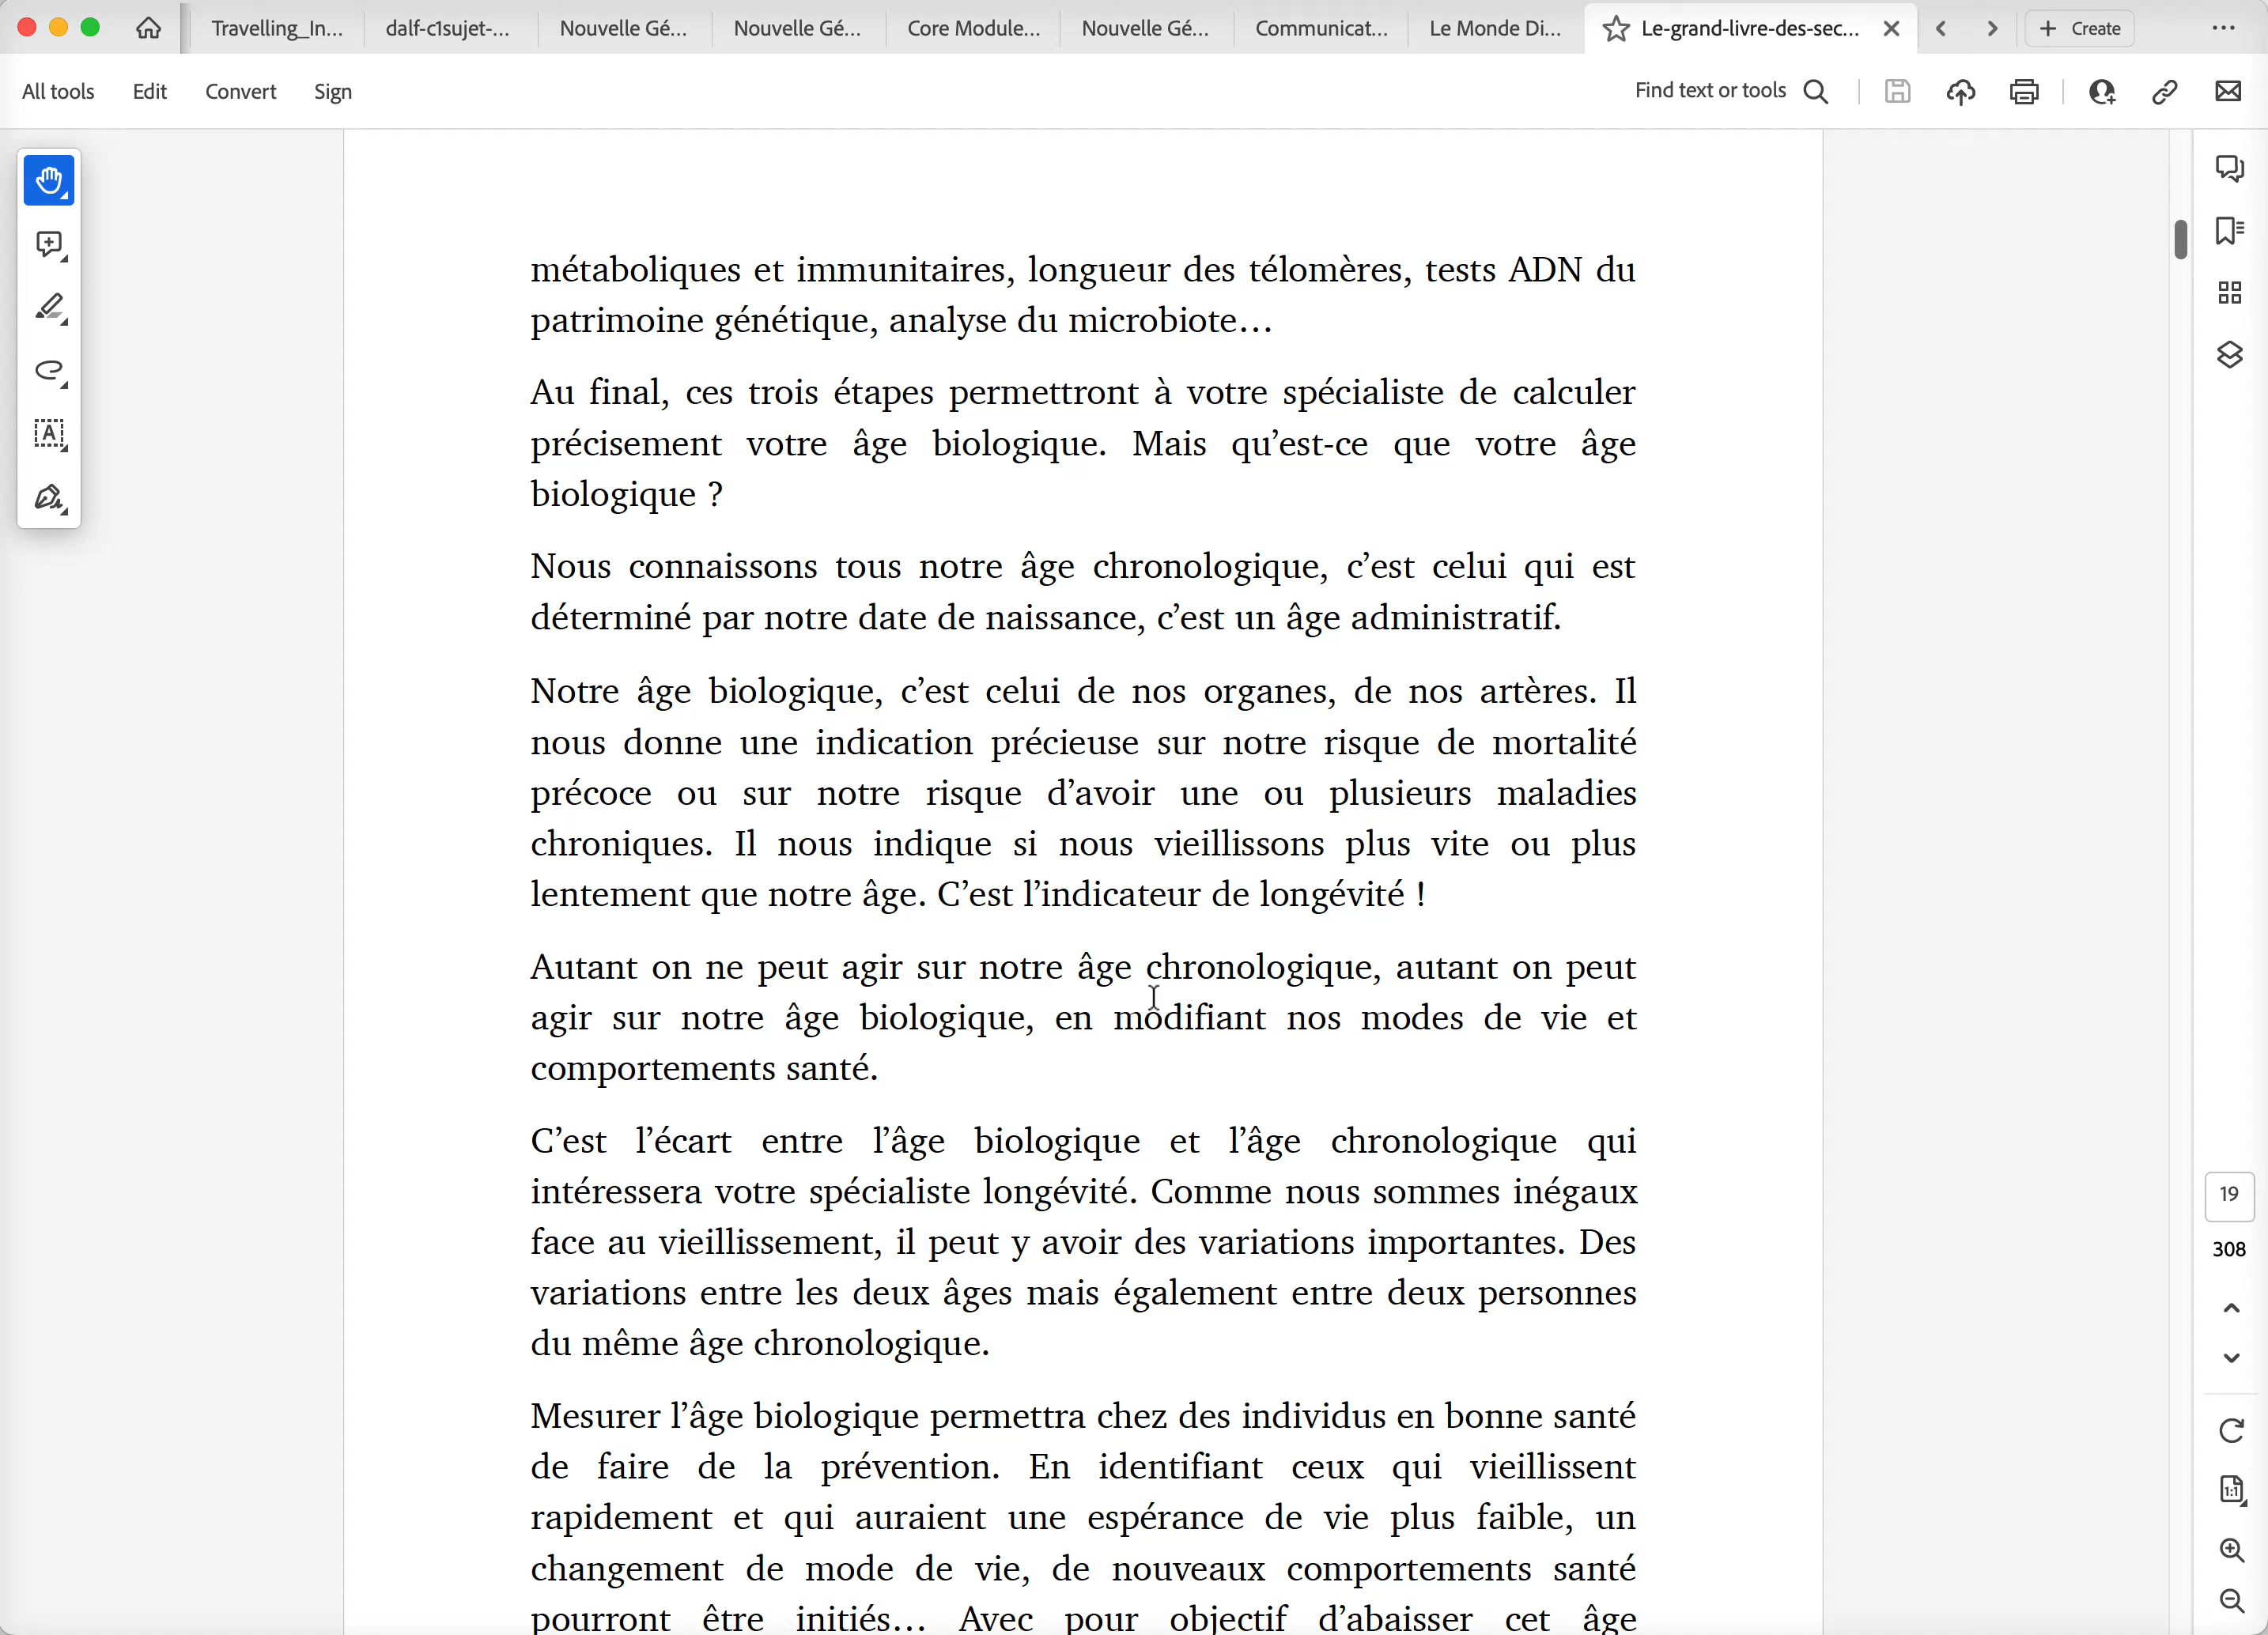 Travelling_In...
dalf-c1sujet-...
Nouvelle Gé...
Nouvelle Gé...
Core Module...
Nouvelle Gé...
Communicat...
Le Monde Di...
Le-grand-livre-des-sec...
Create
All tools
Edit
Convert
Sign
Find text or tools
métaboliques et immunitaires, longueur des télomères, tests ADN du
patrimoine génétique, analyse du microbiote…
Au final, ces trois étapes permettront à votre spécialiste de calculer
précisement votre âge biologique. Mais qu’est-ce que votre âge
biologique ?
Nous connaissons tous notre âge chronologique, c’est celui qui est
déterminé par notre date de naissance, c’est un âge administratif.
Notre âge biologique, c’est celui de nos organes, de nos artères. Il
nous donne une indication précieuse sur notre risque de mortalité
précoce ou sur notre risque d’avoir une ou plusieurs maladies
chroniques. Il nous indique si nous vieillissons plus vite ou plus
lentement que notre âge. C’est l’indicateur de longévité !
Autant on ne peut agir sur notre âge chronologique, autant on peut
agir sur notre âge biologique, en modifiant nos modes de vie et
comportements santé.
C’est l’écart entre l’âge biologique et l’âge chronologique qui
intéressera votre spécialiste longévité. Comme nous sommes inégaux
face au vieillissement, il peut y avoir des variations importantes. Des
variations entre les deux âges mais également entre deux personnes
du même âge chronologique.
Mesurer l’âge biologique permettra chez des individus en bonne santé
de faire de la prévention. En identifiant ceux qui vieillissent
rapidement et qui auraient une espérance de vie plus faible, un
changement de mode de vie, de nouveaux comportements santé
pourront être initiés… Avec pour objectif d’abaisser cet âge
19
308
1:1